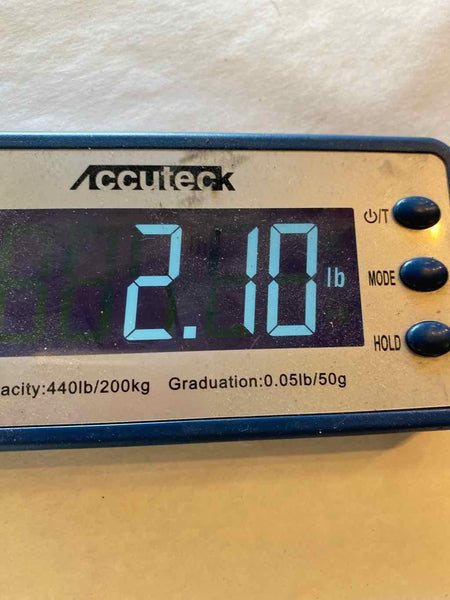 Accuteck
⏻/T
2.10 lb
MODE
HOLD
acity:440lb/200kg Graduation:0.05lb/50g